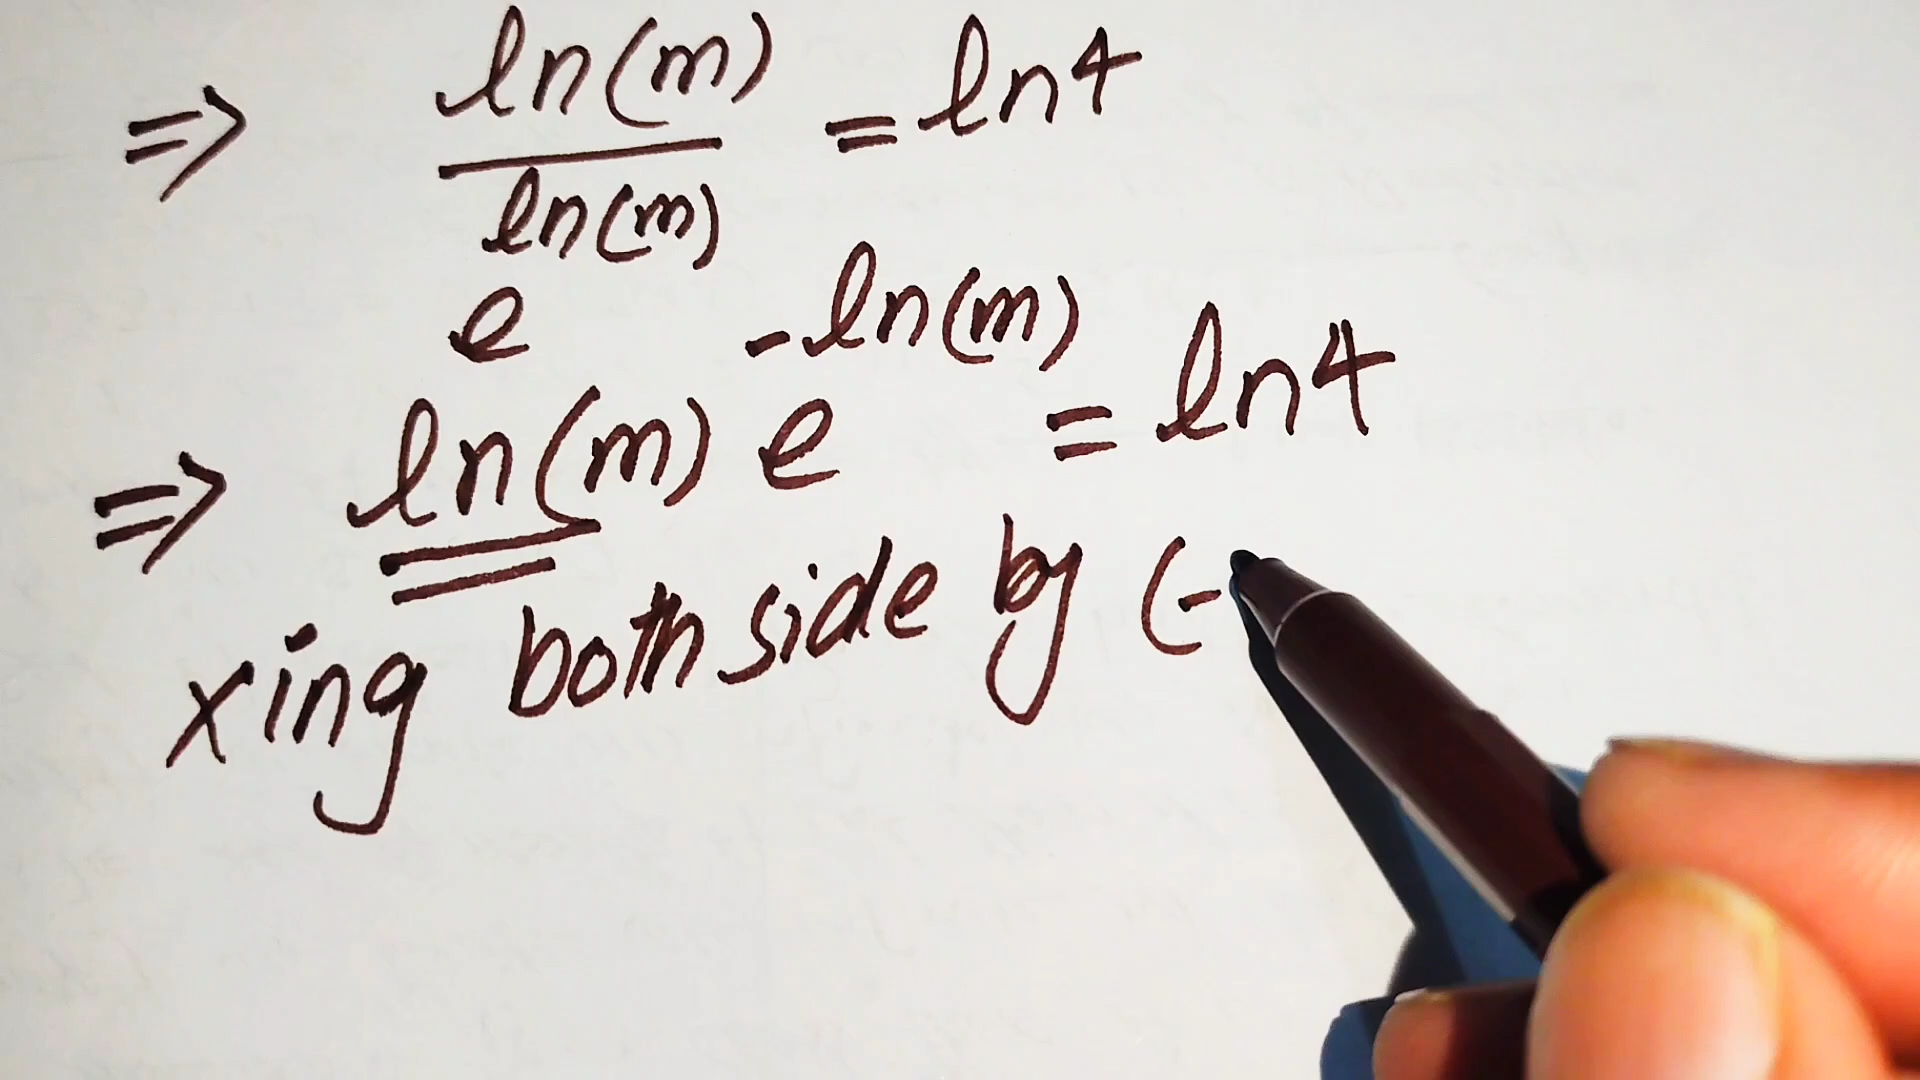 => ln(m) = ln4
ln(m)
e
=> ln(m) e -ln(m) = ln4
xing both side by (-